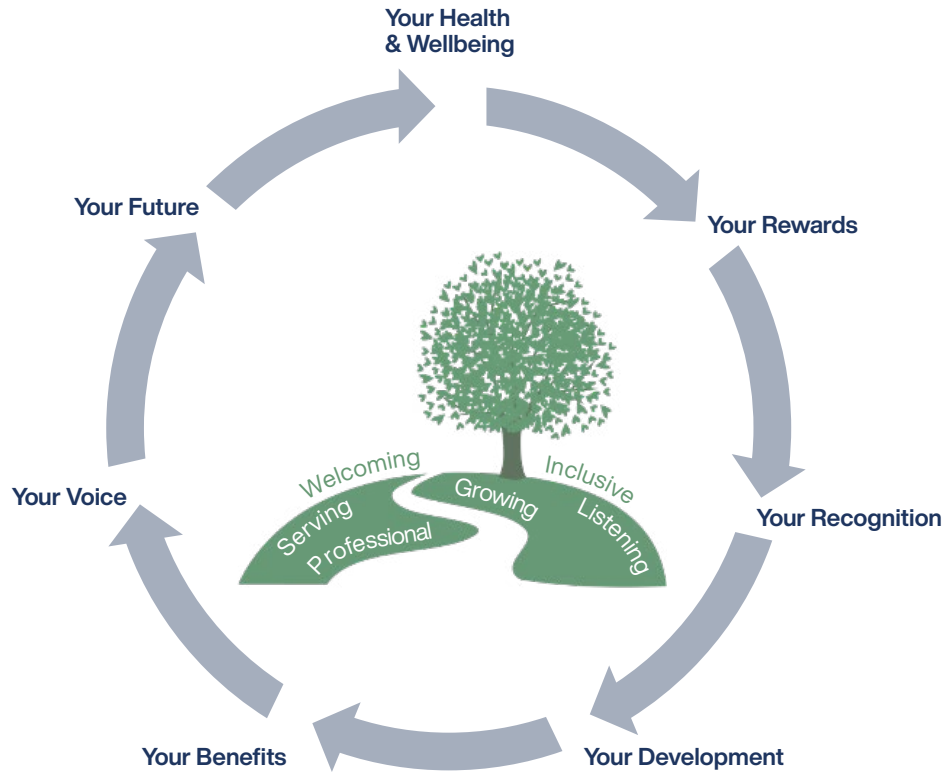 Your Health
& Wellbeing
Your Rewards
Your Recognition
Your Development
Your Benefits
Your Voice
Your Future
Welcoming
Inclusive
Serving
Growing
Listening
Professional